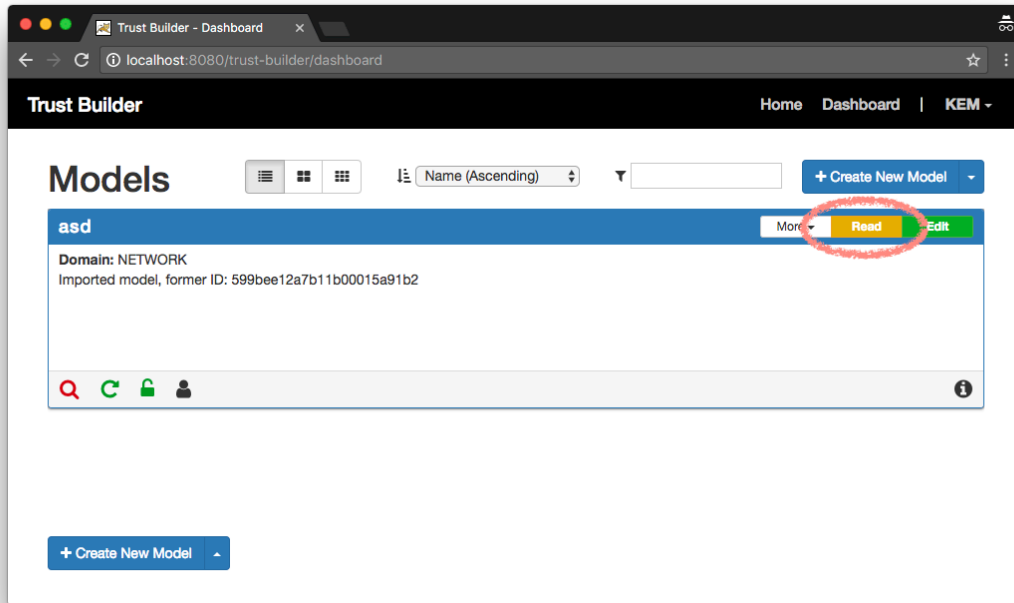 Trust Builder - Dashboard
localhost:8080/trust-builder/dashboard
Trust Builder
Home Dashboard | KEM
Models
Name (Ascending)
+ Create New Model
asd
More Read Edit
Domain: NETWORK
Imported model, former ID: 599bee12a7b11b00015a91b2
+ Create New Model